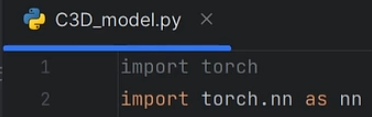 C3D_model.py
1 import torch
2 import torch.nn as nn